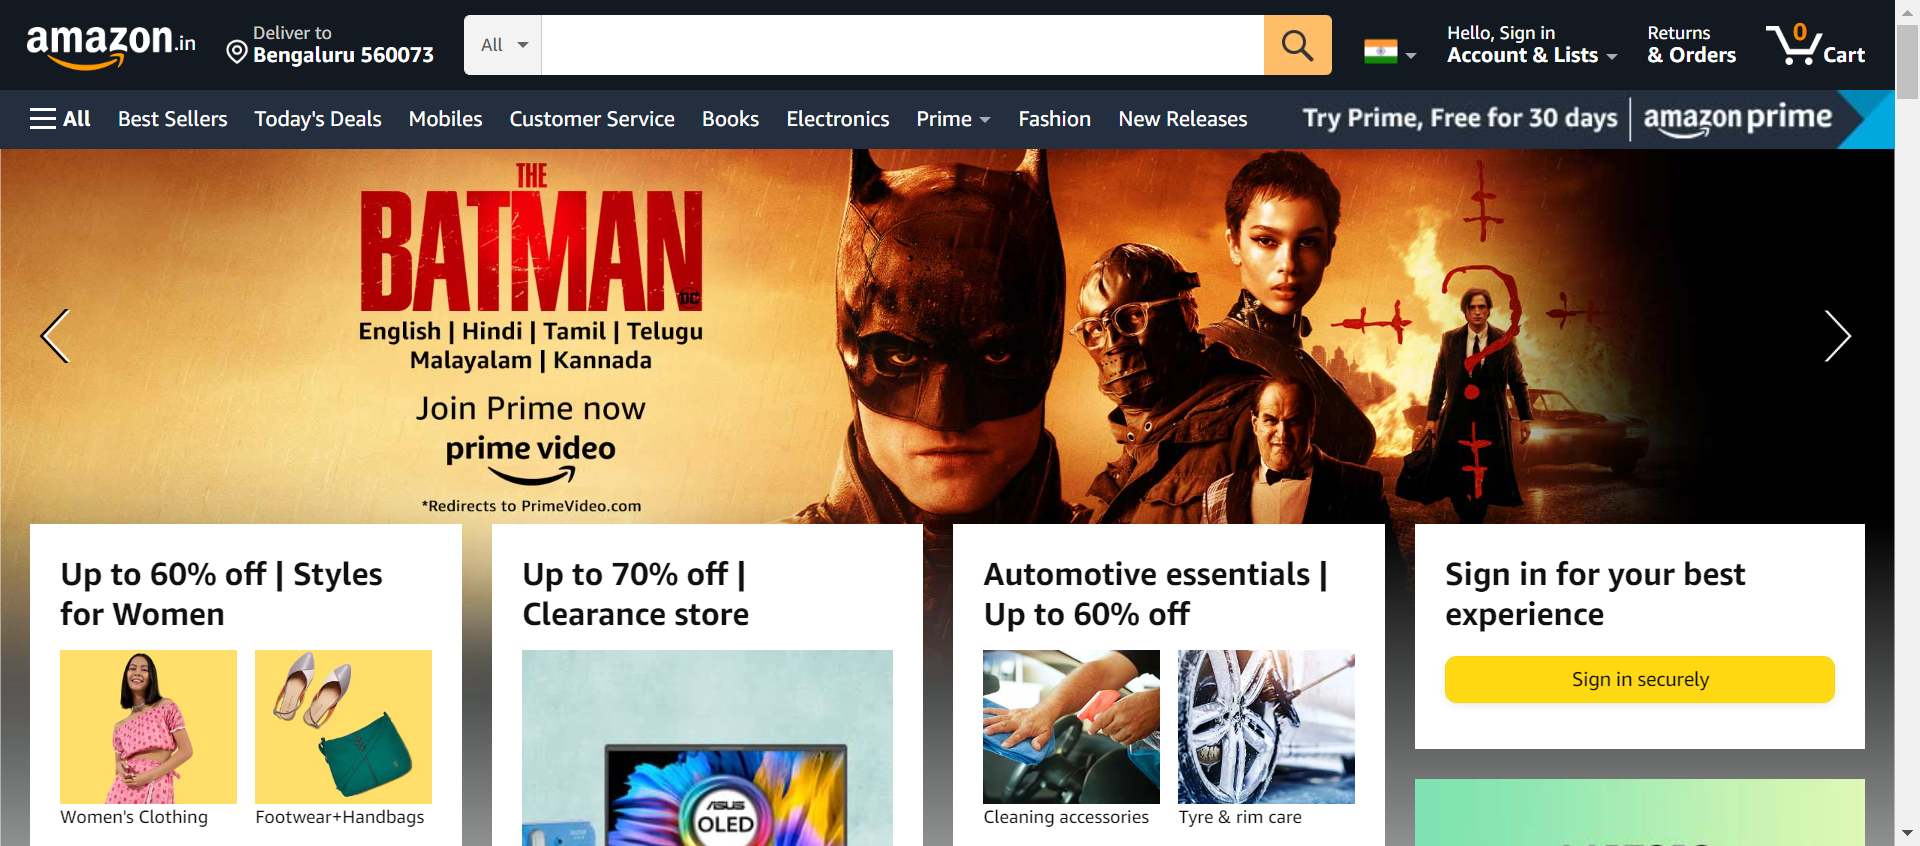 amazon.in
Deliver to
Bengaluru 560073
All
Hello, Sign in
Account & Lists
Returns
& Orders
0
Cart
All
Best Sellers
Today's Deals
Mobiles
Customer Service
Books
Electronics
Prime
Fashion
New Releases
Try Prime, Free for 30 days
amazon prime
THE
BATMAN
DC
English | Hindi | Tamil | Telugu
Malayalam | Kannada
Join Prime now
prime video
*Redirects to PrimeVideo.com
Up to 60% off | Styles
for Women
Women's Clothing
Footwear+Handbags
Up to 70% off |
Clearance store
ASUS
OLED
Automotive essentials |
Up to 60% off
Cleaning accessories
Tyre & rim care
Sign in for your best
experience
Sign in securely